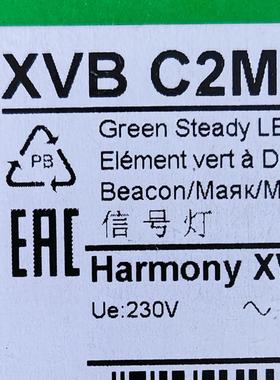 XVB C2M
Green Steady LE
Elément vert à D
Beacon/Маяк/М
信号灯
PB
EAC
Harmony XV
Ue:230V ~